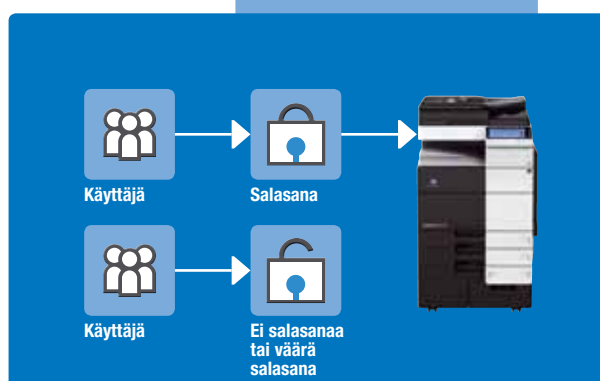 Käyttäjä
Salasana
Käyttäjä
Ei salasanaa
tai väärä
salasana